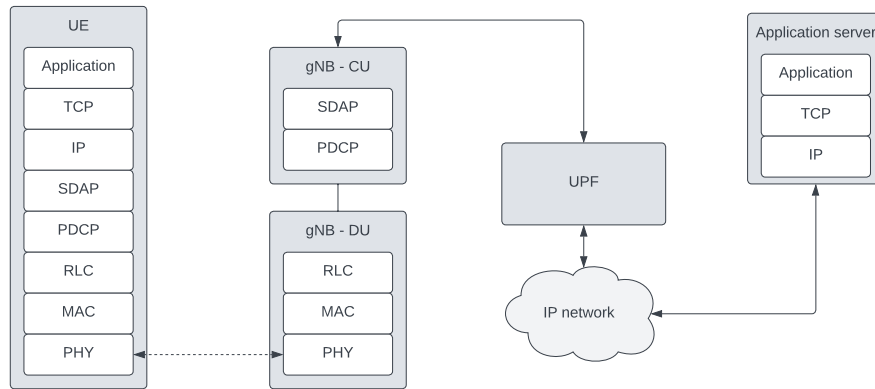 UE
Application
TCP
IP
SDAP
PDCP
RLC
MAC
PHY
gNB - CU
SDAP
PDCP
gNB - DU
RLC
MAC
PHY
UPF
IP network
Application server
Application
TCP
IP